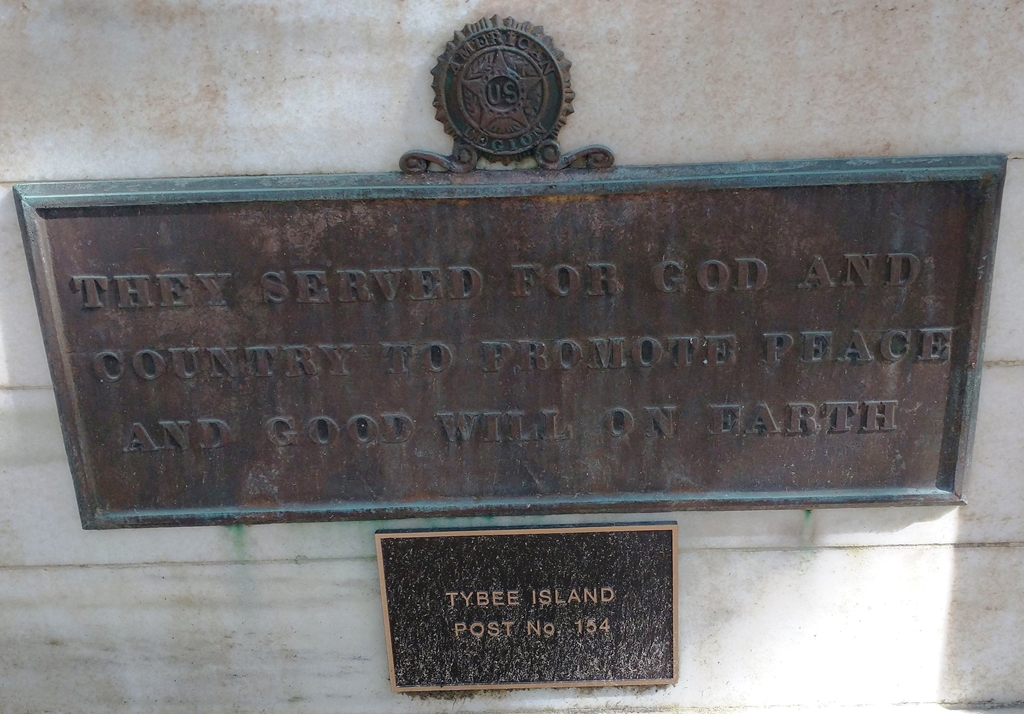 AMERICAN
US
LEGION
THEY SERVED FOR GOD AND
COUNTRY TO PROMOTE PEACE
AND GOOD WILL ON EARTH
TYBEE ISLAND
POST No. 154